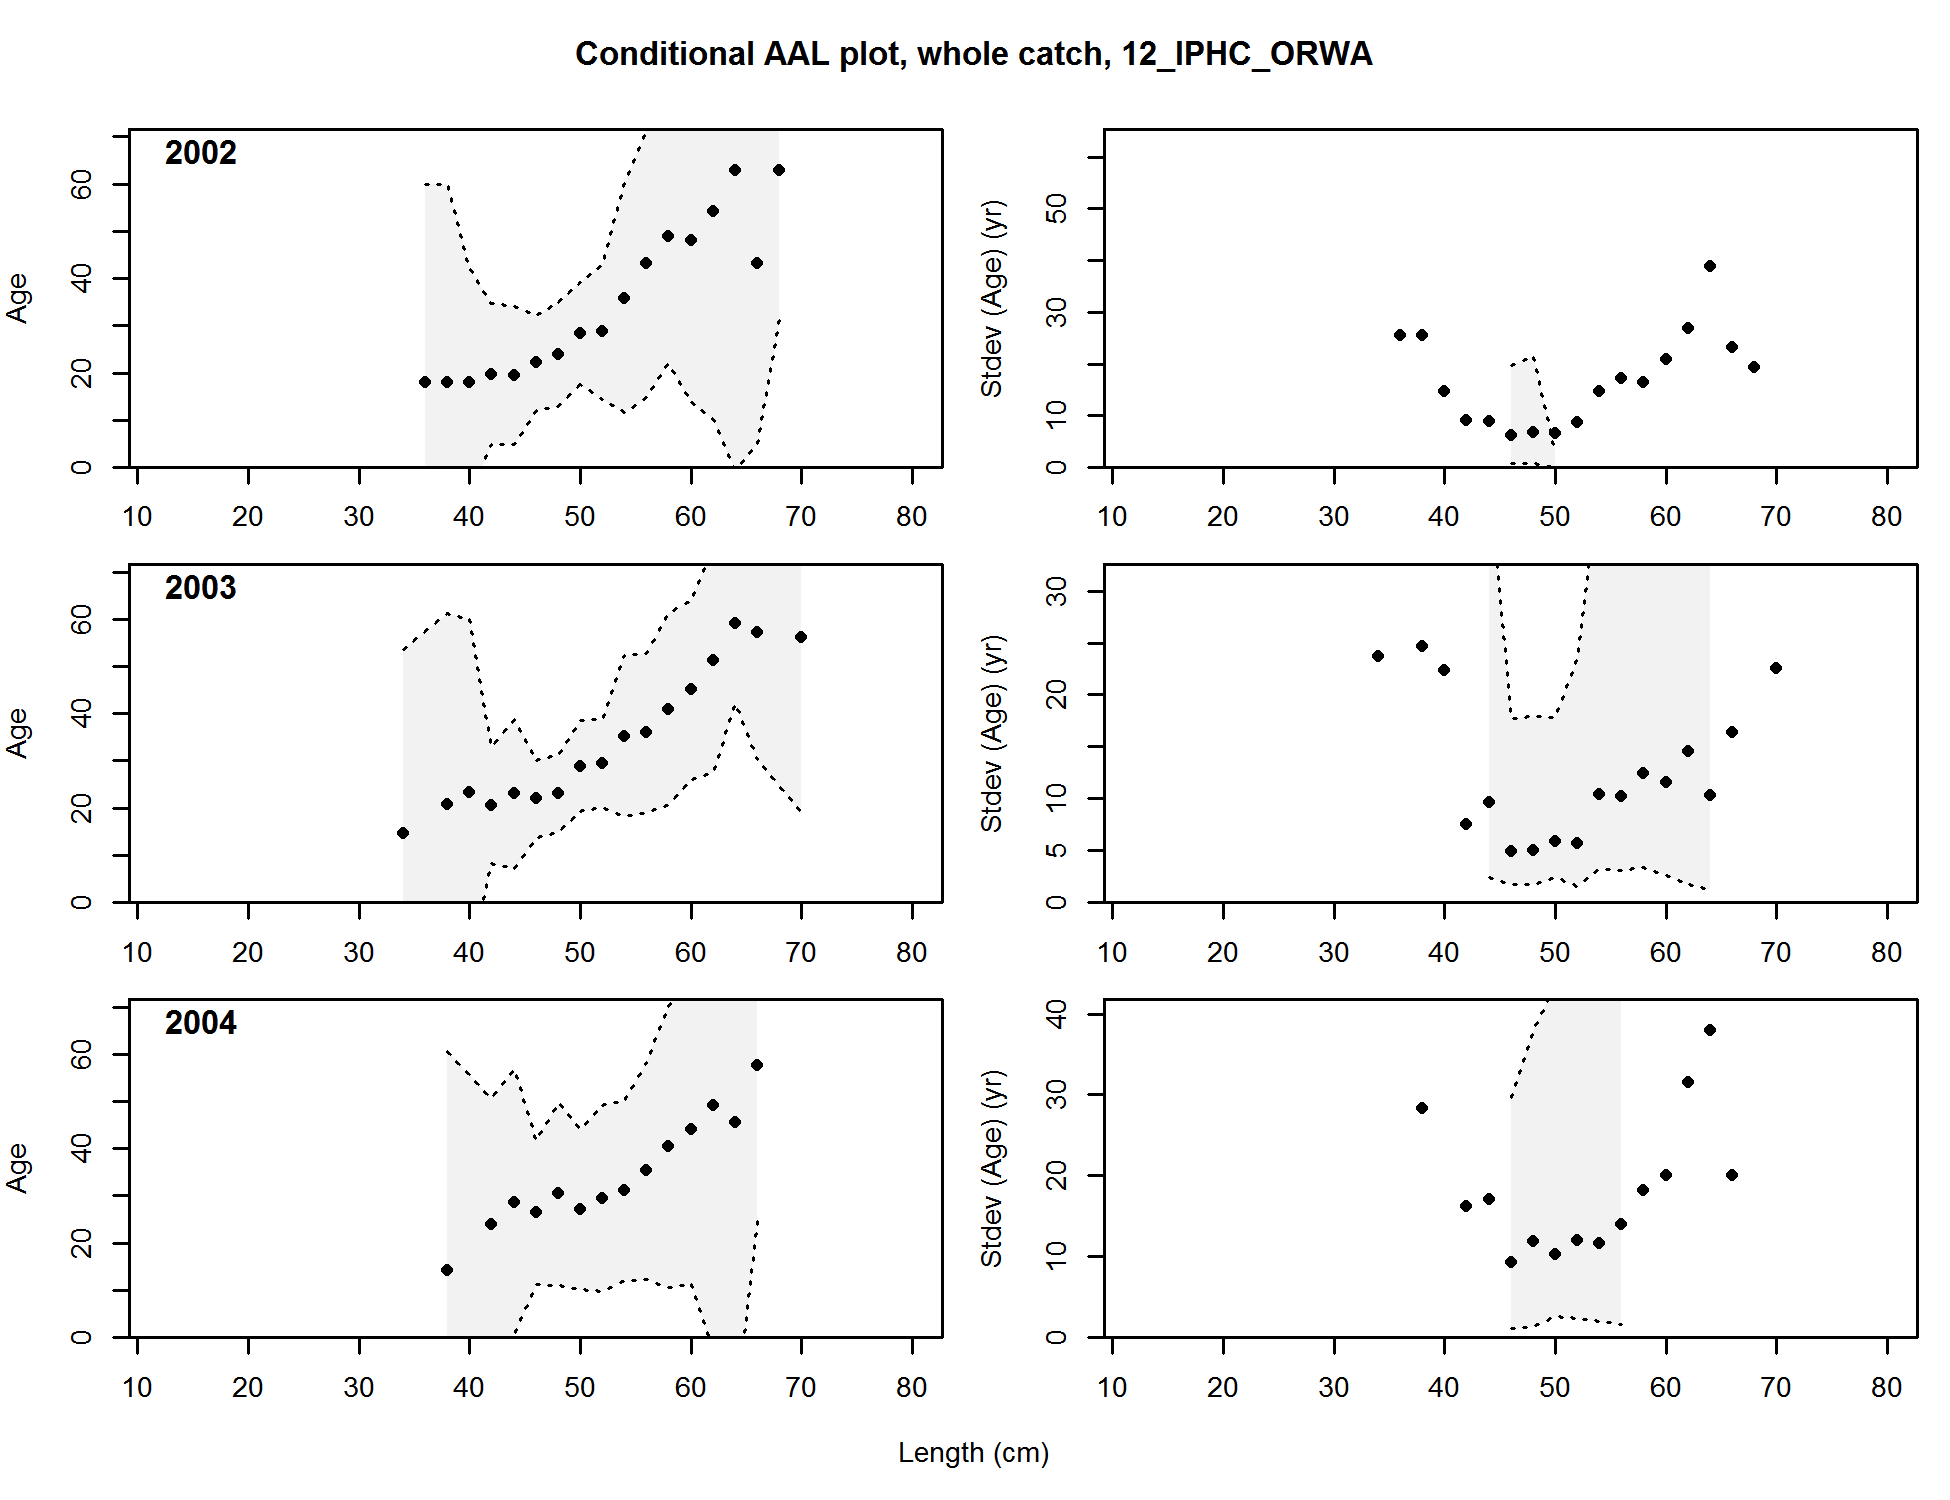 Conditional AAL plot, whole catch, 12_IPHC_ORWA
2002
Age
0 20 40 60
10 20 30 40 50 60 70 80
Stdev (Age) (yr)
0 10 30 50
10 20 30 40 50 60 70 80
2003
Age
0 20 40 60
10 20 30 40 50 60 70 80
Stdev (Age) (yr)
0 5 10 20 30
10 20 30 40 50 60 70 80
2004
Age
0 20 40 60
10 20 30 40 50 60 70 80
Stdev (Age) (yr)
0 10 20 30 40
10 20 30 40 50 60 70 80
Length (cm)